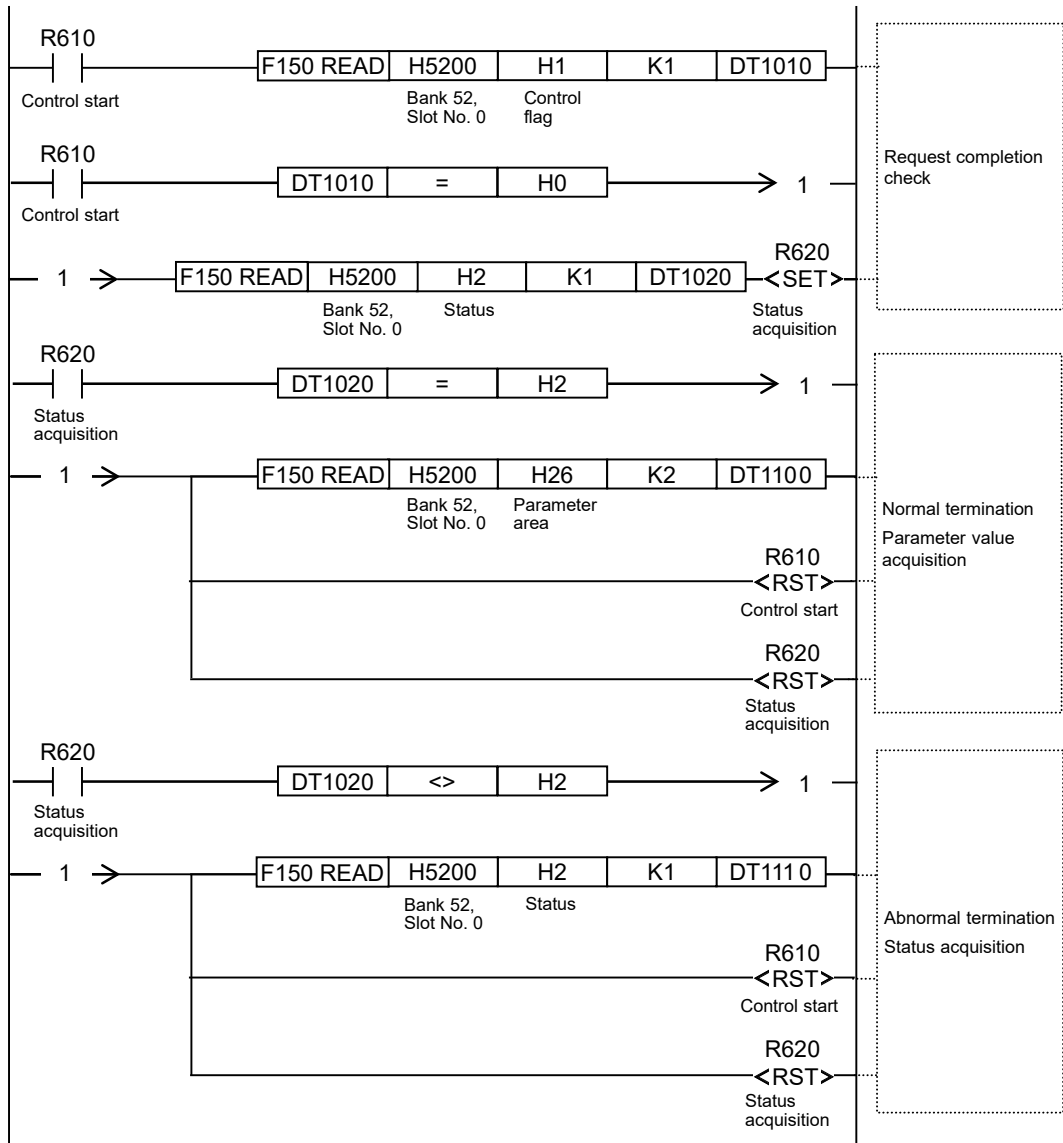 R610
Control start
F150 READ H5200 H1 K1 DT1010
Bank 52,
Slot No. 0
Control
flag
R610
Control start
DT1010 = H0 1
Request completion
check
1 F150 READ H5200 H2 K1 DT1020
R620
<SET>
Bank 52,
Slot No. 0
Status
Status
acquisition
R620
Status
acquisition
DT1020 = H2 1
1 F150 READ H5200 H26 K2 DT1100
Bank 52,
Slot No. 0
Parameter
area
Normal termination
Parameter value
acquisition
R610
<RST>
Control start
R620
<RST>
Status
acquisition
R620
Status
acquisition
DT1020 <> H2 1
1 F150 READ H5200 H2 K1 DT1110
Bank 52,
Slot No. 0
Status
Abnormal termination
Status acquisition
R610
<RST>
Control start
R620
<RST>
Status
acquisition